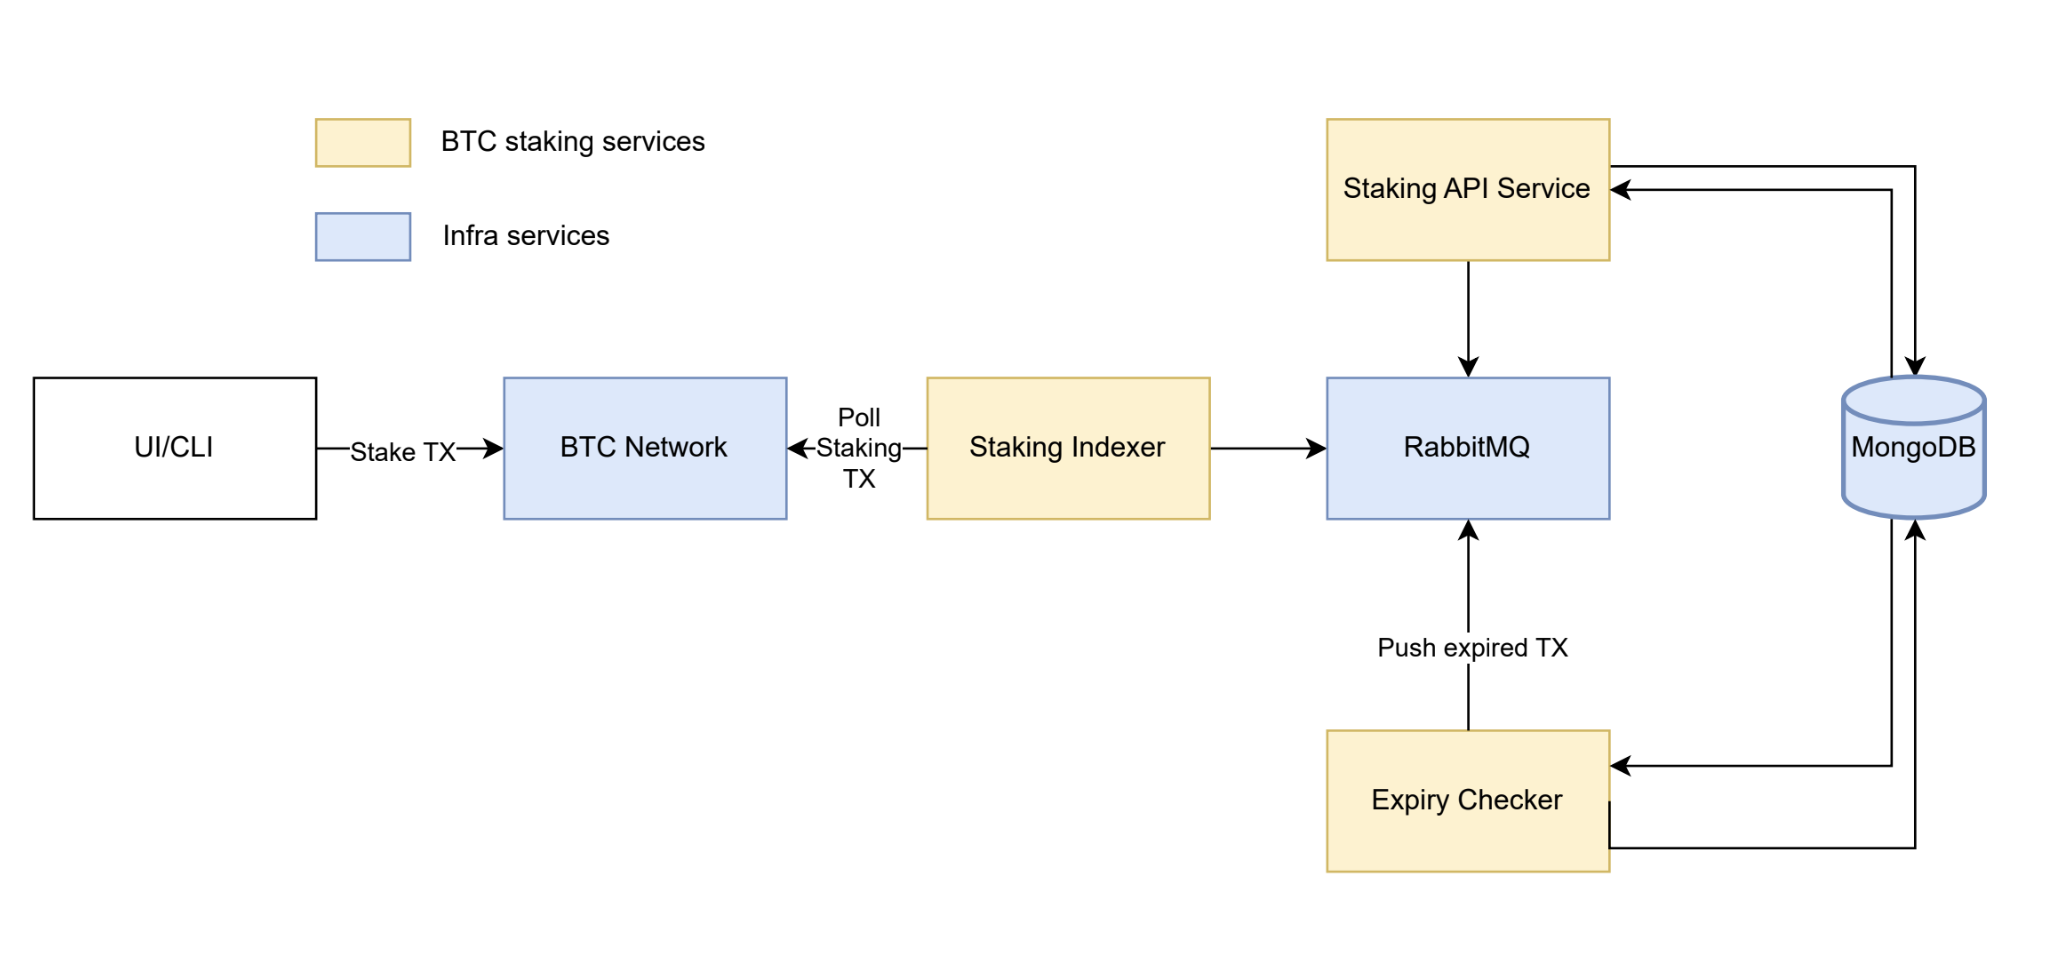 BTC staking services
Infra services
Staking API Service
UI/CLI
Stake TX
BTC Network
Poll
Staking
TX
Staking Indexer
RabbitMQ
MongoDB
Push expired TX
Expiry Checker